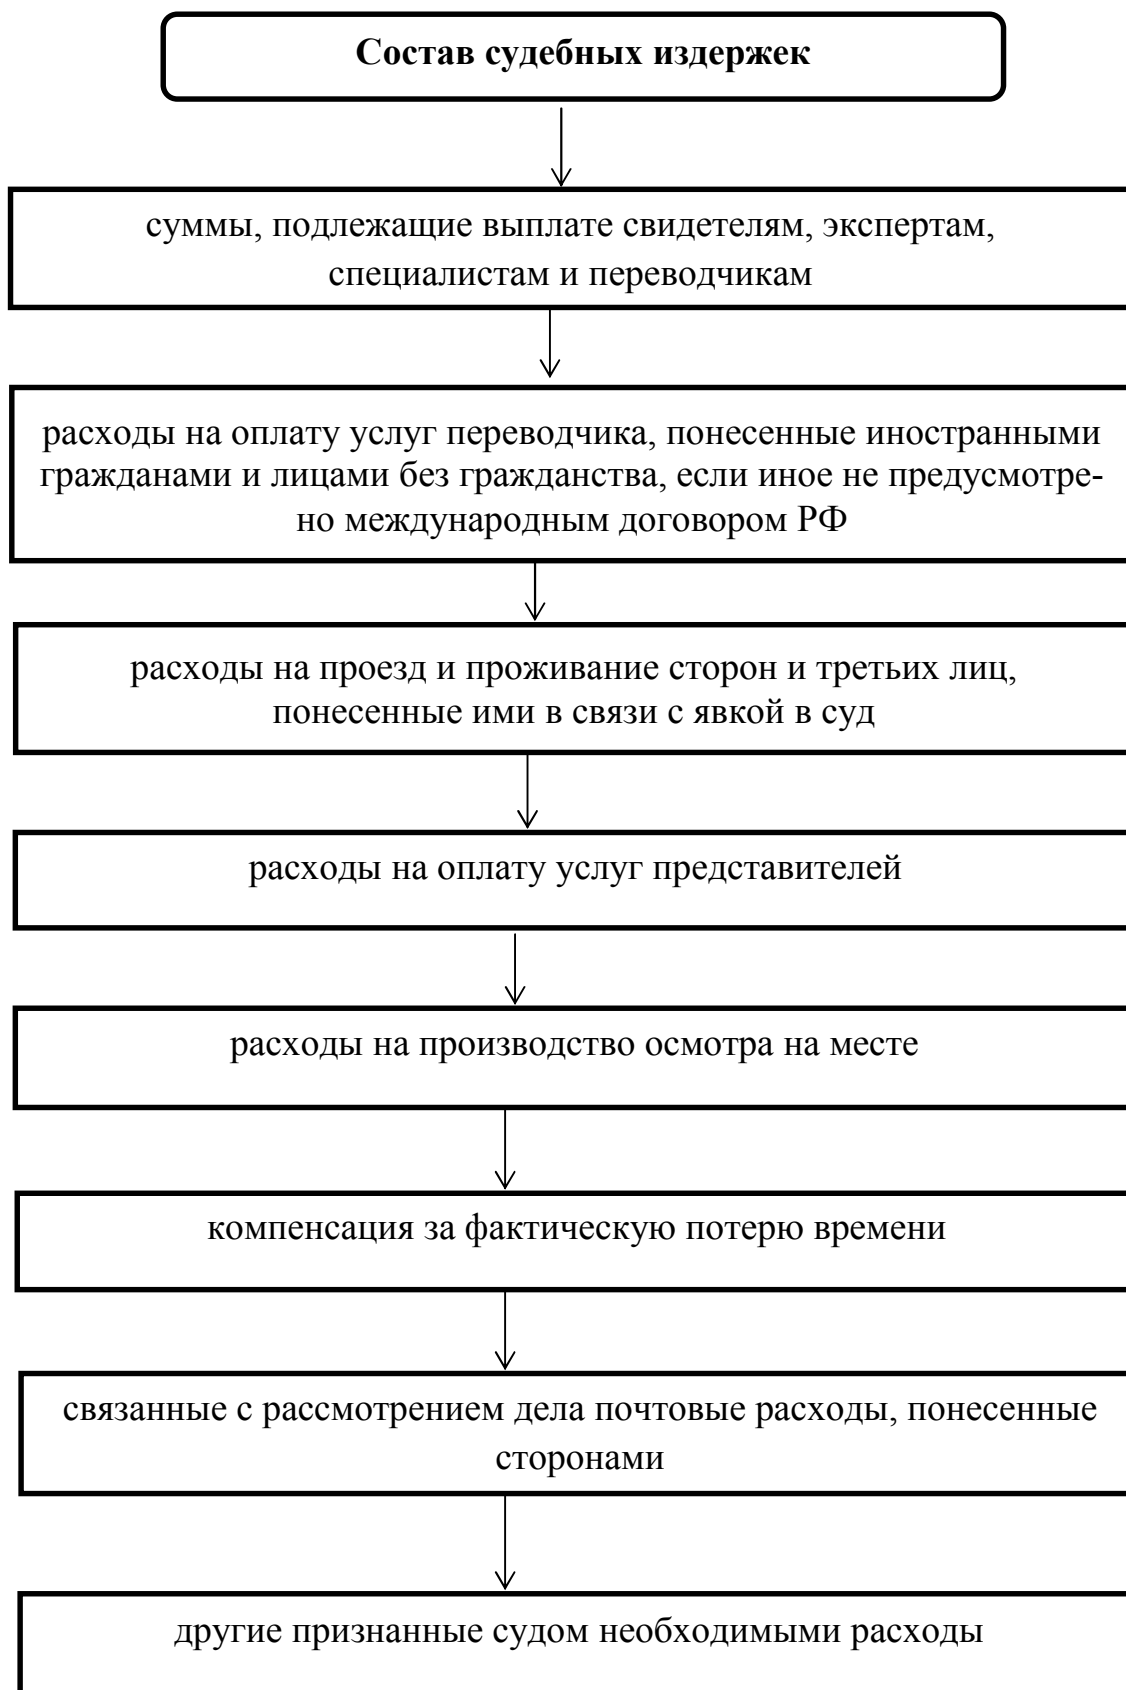 Состав судебных издержек
суммы, подлежащие выплате свидетелям, экспертам,
специалистам и переводчикам
расходы на оплату услуг переводчика, понесенные иностранными
гражданами и лицами без гражданства, если иное не предусмотре-
но международным договором РФ
расходы на проезд и проживание сторон и третьих лиц,
понесенные ими в связи с явкой в суд
расходы на оплату услуг представителей
расходы на производство осмотра на месте
компенсация за фактическую потерю времени
связанные с рассмотрением дела почтовые расходы, понесенные
сторонами
другие признанные судом необходимыми расходы